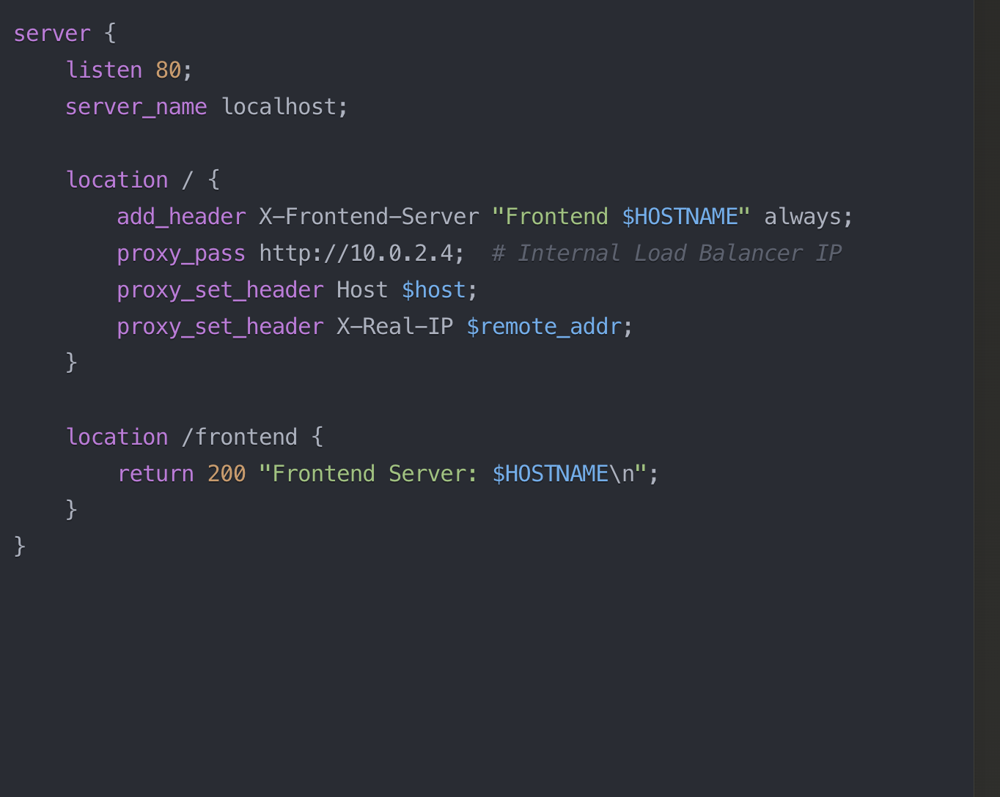 server {
    listen 80;
    server_name localhost;

    location / {
        add_header X-Frontend-Server "Frontend $HOSTNAME" always;
        proxy_pass http://10.0.2.4;  # Internal Load Balancer IP
        proxy_set_header Host $host;
        proxy_set_header X-Real-IP $remote_addr;
    }

    location /frontend {
        return 200 "Frontend Server: $HOSTNAME\n";
    }
}